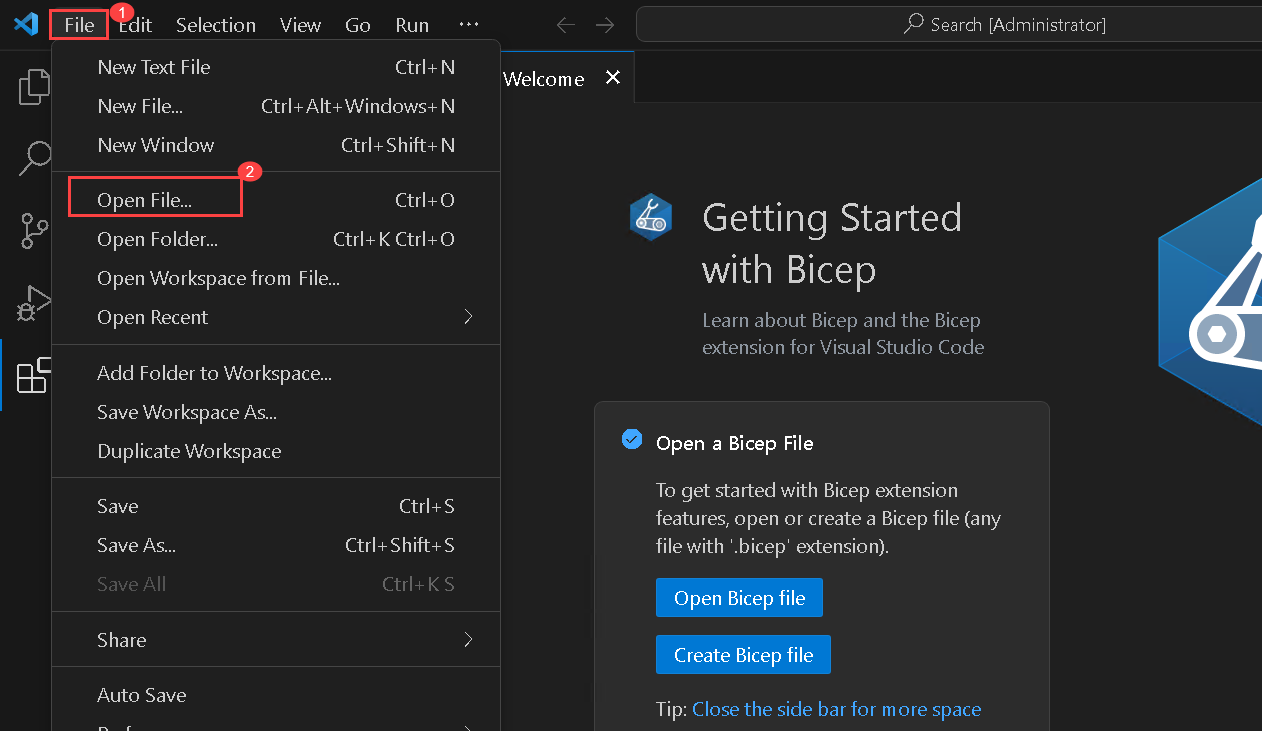 File 1 Edit Selection View Go Run ···
Search [Administrator]
New Text File Ctrl+N
New File... Ctrl+Alt+Windows+N
New Window Ctrl+Shift+N
2
Open File... Ctrl+O
Open Folder... Ctrl+K Ctrl+O
Open Workspace from File...
Open Recent
Add Folder to Workspace...
Save Workspace As...
Duplicate Workspace
Save Ctrl+S
Save As... Ctrl+Shift+S
Save All Ctrl+K S
Share
Auto Save
Welcome
Getting Started
with Bicep
Learn about Bicep and the Bicep
extension for Visual Studio Code
Open a Bicep File
To get started with Bicep extension
features, open or create a Bicep file (any
file with '.bicep' extension).
Open Bicep file
Create Bicep file
Tip: Close the side bar for more space